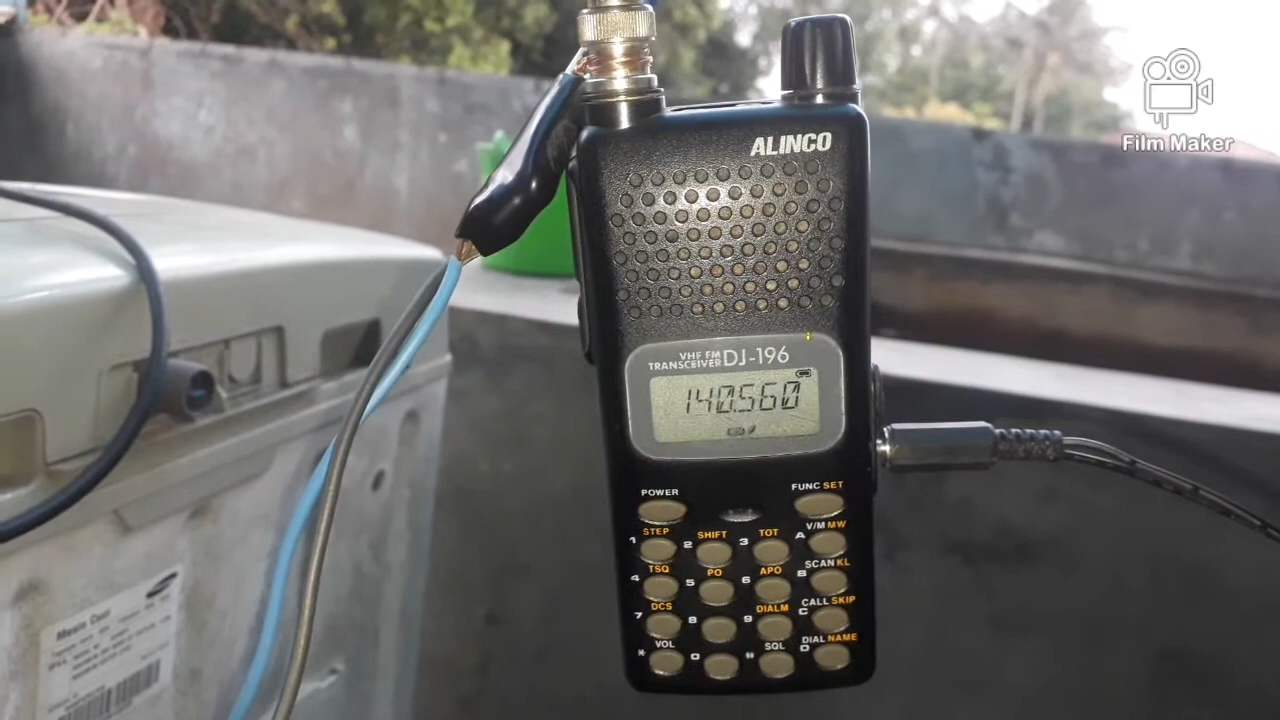 Film Maker
ALINCO
VHF FM
TRANSCEIVER DJ-196
140.560
POWER
FUNC SET
STEP
SHIFT
TOT
V/M MW
1
2
3
A
TSQ
PO
APO
SCAN KL
4
5
6
B
DCS
DIALM
CALL SKIP
7
8
9
C
VOL
SQL
DIAL NAME
*
0
#
D
Mesin Cuci